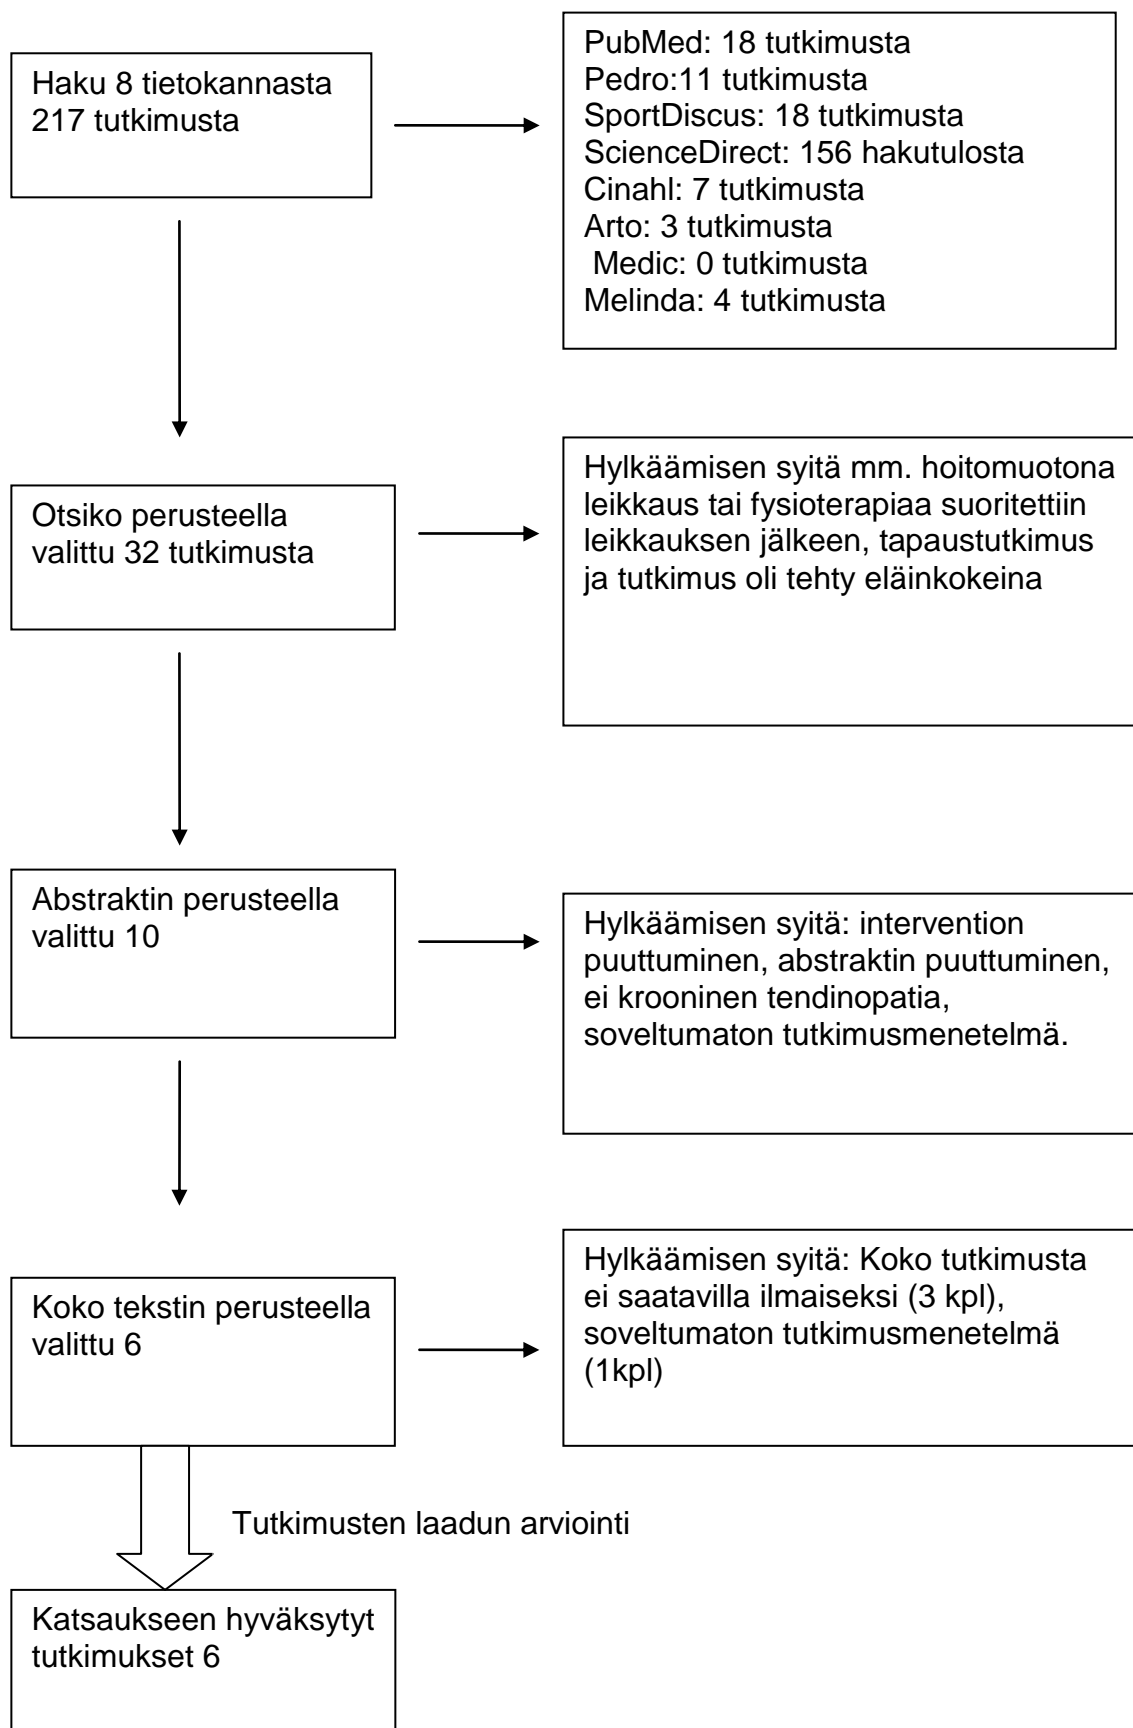 Haku 8 tietokannasta
217 tutkimusta
PubMed: 18 tutkimusta
Pedro:11 tutkimusta
SportDiscus: 18 tutkimusta
ScienceDirect: 156 hakutulosta
Cinahl: 7 tutkimusta
Arto: 3 tutkimusta
Medic: 0 tutkimusta
Melinda: 4 tutkimusta
Otsiko perusteella
valittu 32 tutkimusta
Hylkäämisen syitä mm. hoitomuotona
leikkaus tai fysioterapiaa suoritettiin
leikkauksen jälkeen, tapaustutkimus
ja tutkimus oli tehty eläinkokeina
Abstraktin perusteella
valittu 10
Hylkäämisen syitä: intervention
puuttuminen, abstraktin puuttuminen,
ei krooninen tendinopatia,
soveltumaton tutkimusmenetelmä.
Koko tekstin perusteella
valittu 6
Hylkäämisen syitä: Koko tutkimusta
ei saatavilla ilmaiseksi (3 kpl),
soveltumaton tutkimusmenetelmä
(1kpl)
Tutkimusten laadun arviointi
Katsaukseen hyväksytyt
tutkimukset 6